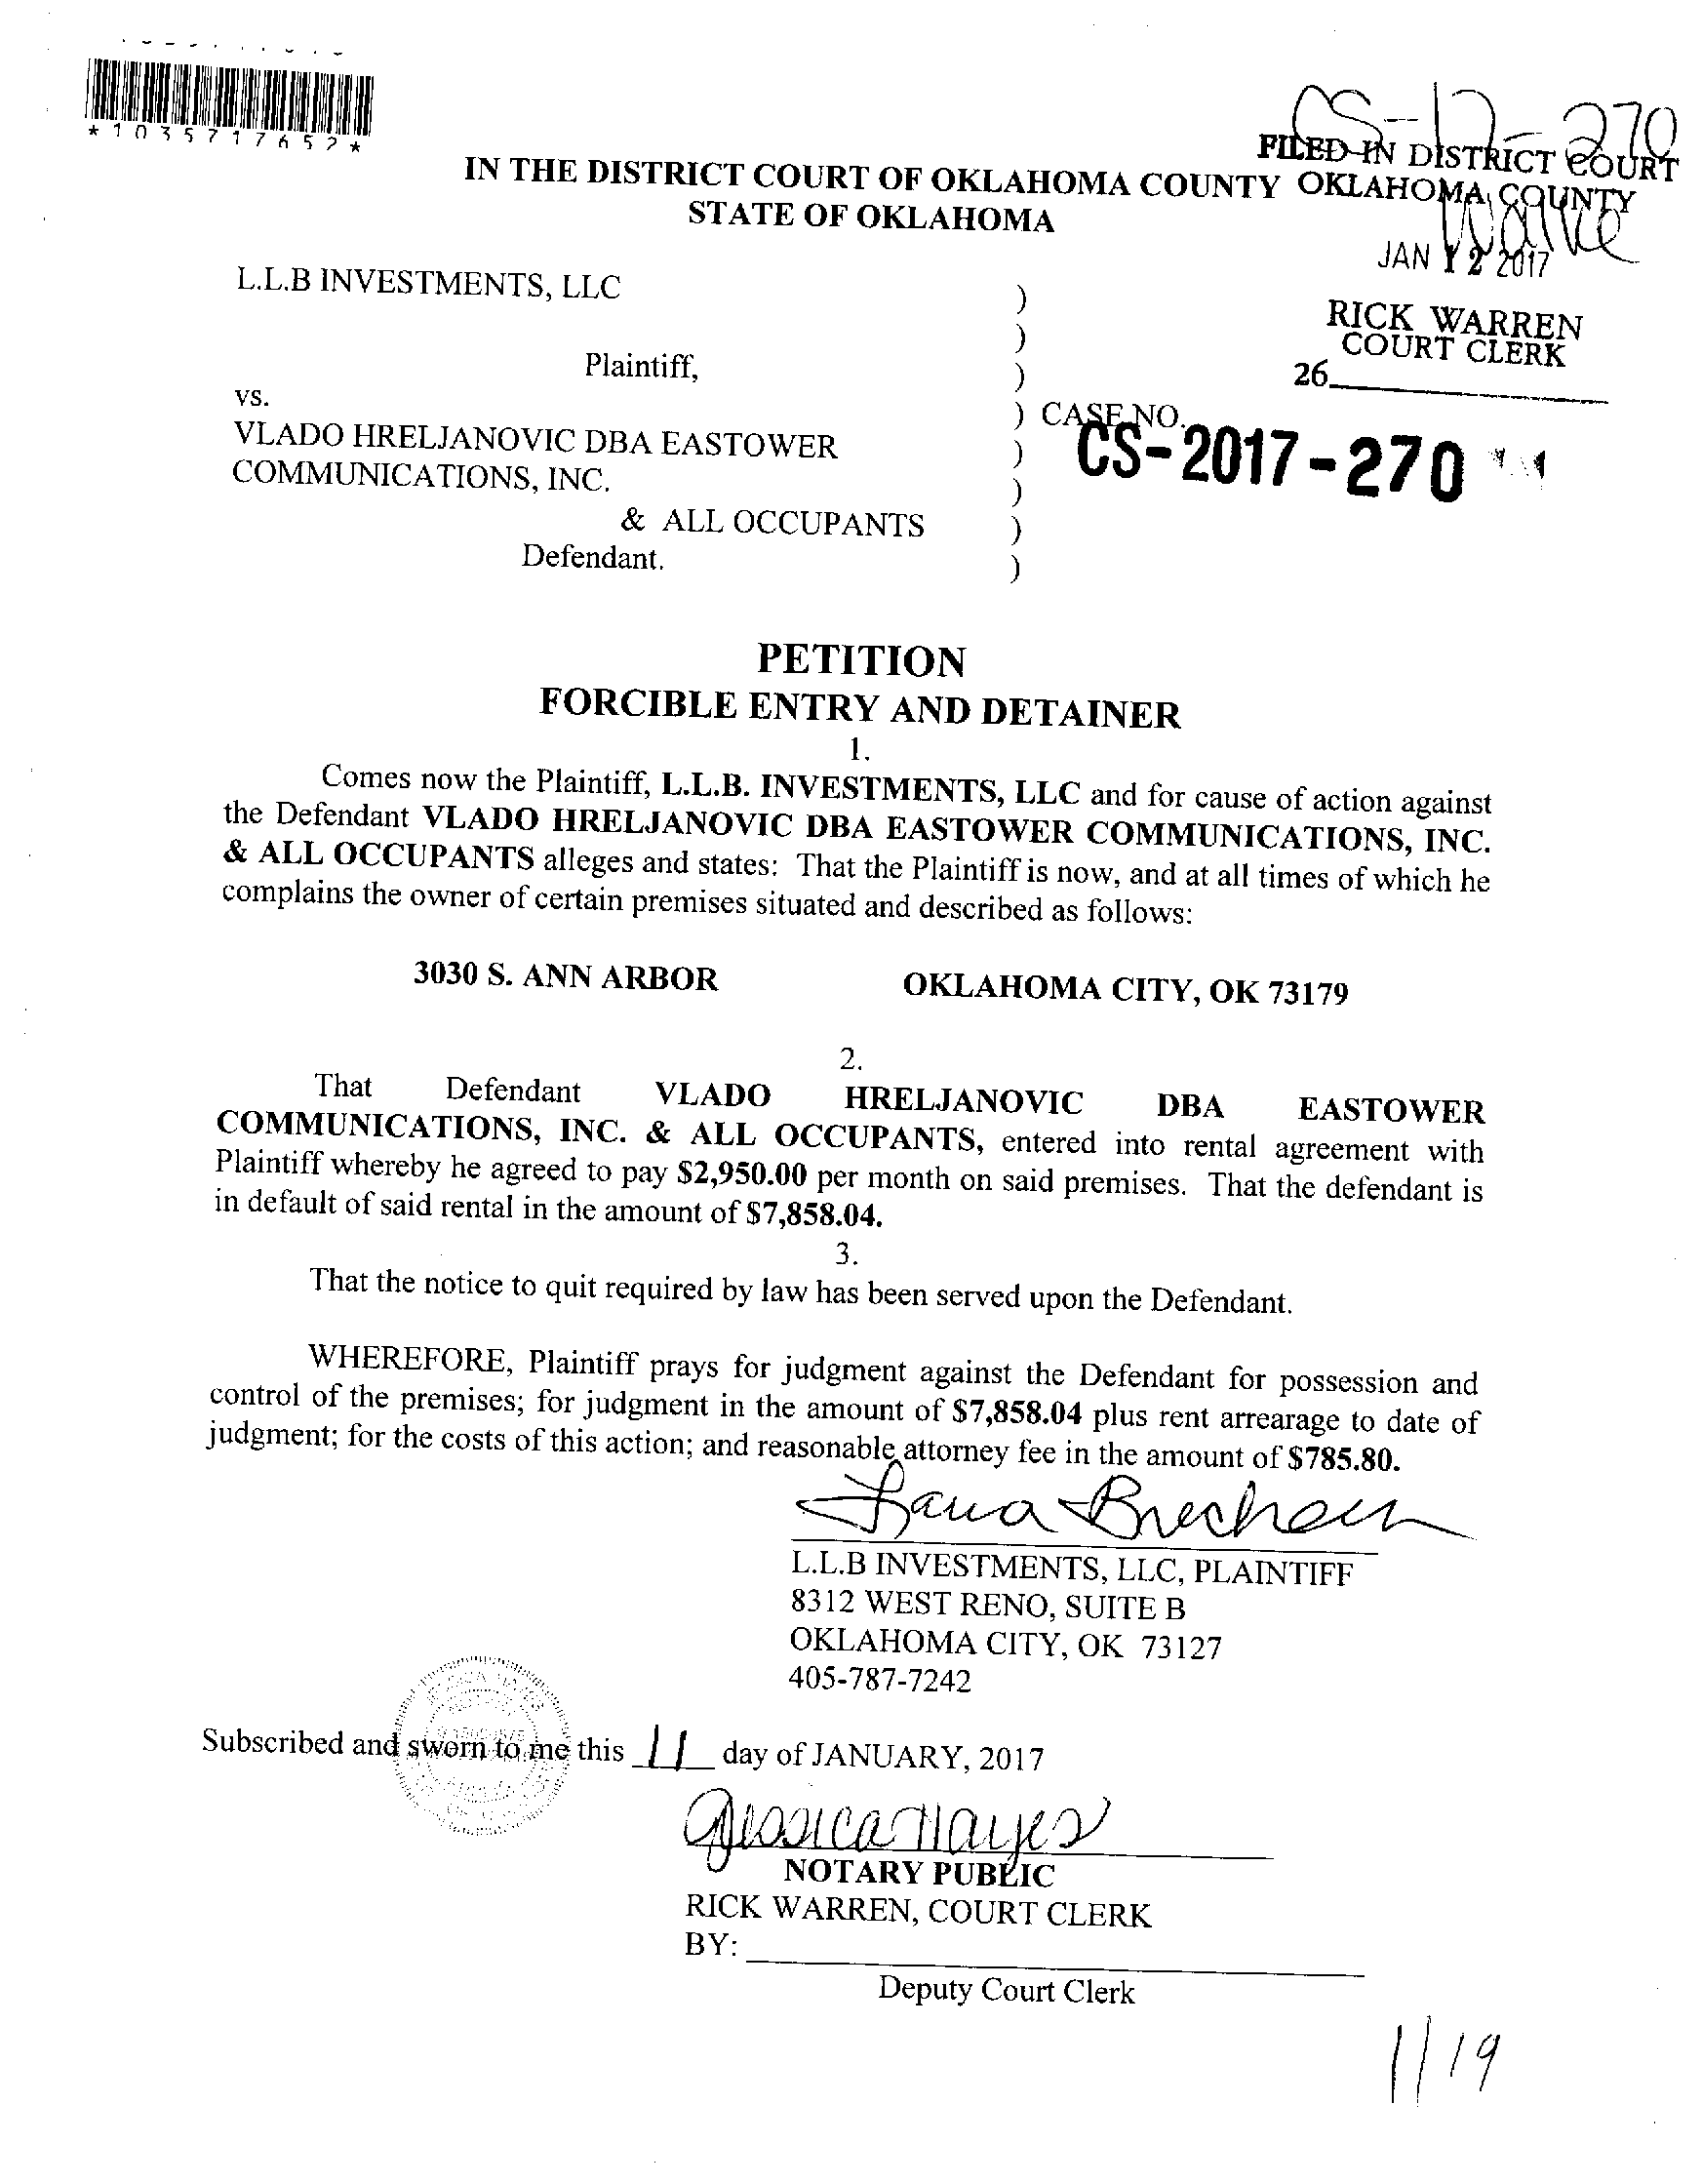 *1035717652*
CS-17-270
FILED IN DISTRICT COURT
OKLAHOMA COUNTY
JAN 12 2017
RICK WARREN
COURT CLERK
26
IN THE DISTRICT COURT OF OKLAHOMA COUNTY
STATE OF OKLAHOMA
L.L.B INVESTMENTS, LLC )
)
Plaintiff, )
vs.
) CASE NO.
CS-2017-270
VLADO HRELJANOVIC DBA EASTOWER )
COMMUNICATIONS, INC. )
& ALL OCCUPANTS )
Defendant. )
PETITION
FORCIBLE ENTRY AND DETAINER
1.
Comes now the Plaintiff, L.L.B. INVESTMENTS, LLC and for cause of action against
the Defendant VLADO HRELJANOVIC DBA EASTOWER COMMUNICATIONS, INC.
& ALL OCCUPANTS alleges and states: That the Plaintiff is now, and at all times of which he
complains the owner of certain premises situated and described as follows:
3030 S. ANN ARBOR OKLAHOMA CITY, OK 73179
2.
That Defendant VLADO HRELJANOVIC DBA EASTOWER
COMMUNICATIONS, INC. & ALL OCCUPANTS, entered into rental agreement with
Plaintiff whereby he agreed to pay $2,950.00 per month on said premises. That the defendant is
in default of said rental in the amount of $7,858.04.
3.
That the notice to quit required by law has been served upon the Defendant.
WHEREFORE, Plaintiff prays for judgment against the Defendant for possession and
control of the premises; for judgment in the amount of $7,858.04 plus rent arrearage to date of
judgment; for the costs of this action; and reasonable attorney fee in the amount of $785.80.
L.L.B INVESTMENTS, LLC, PLAINTIFF
8312 WEST RENO, SUITE B
OKLAHOMA CITY, OK 73127
405-787-7242
Subscribed and sworn to me this 11 day of JANUARY, 2017
Jessica Hayes
NOTARY PUBLIC
RICK WARREN, COURT CLERK
BY:
Deputy Court Clerk
1/19